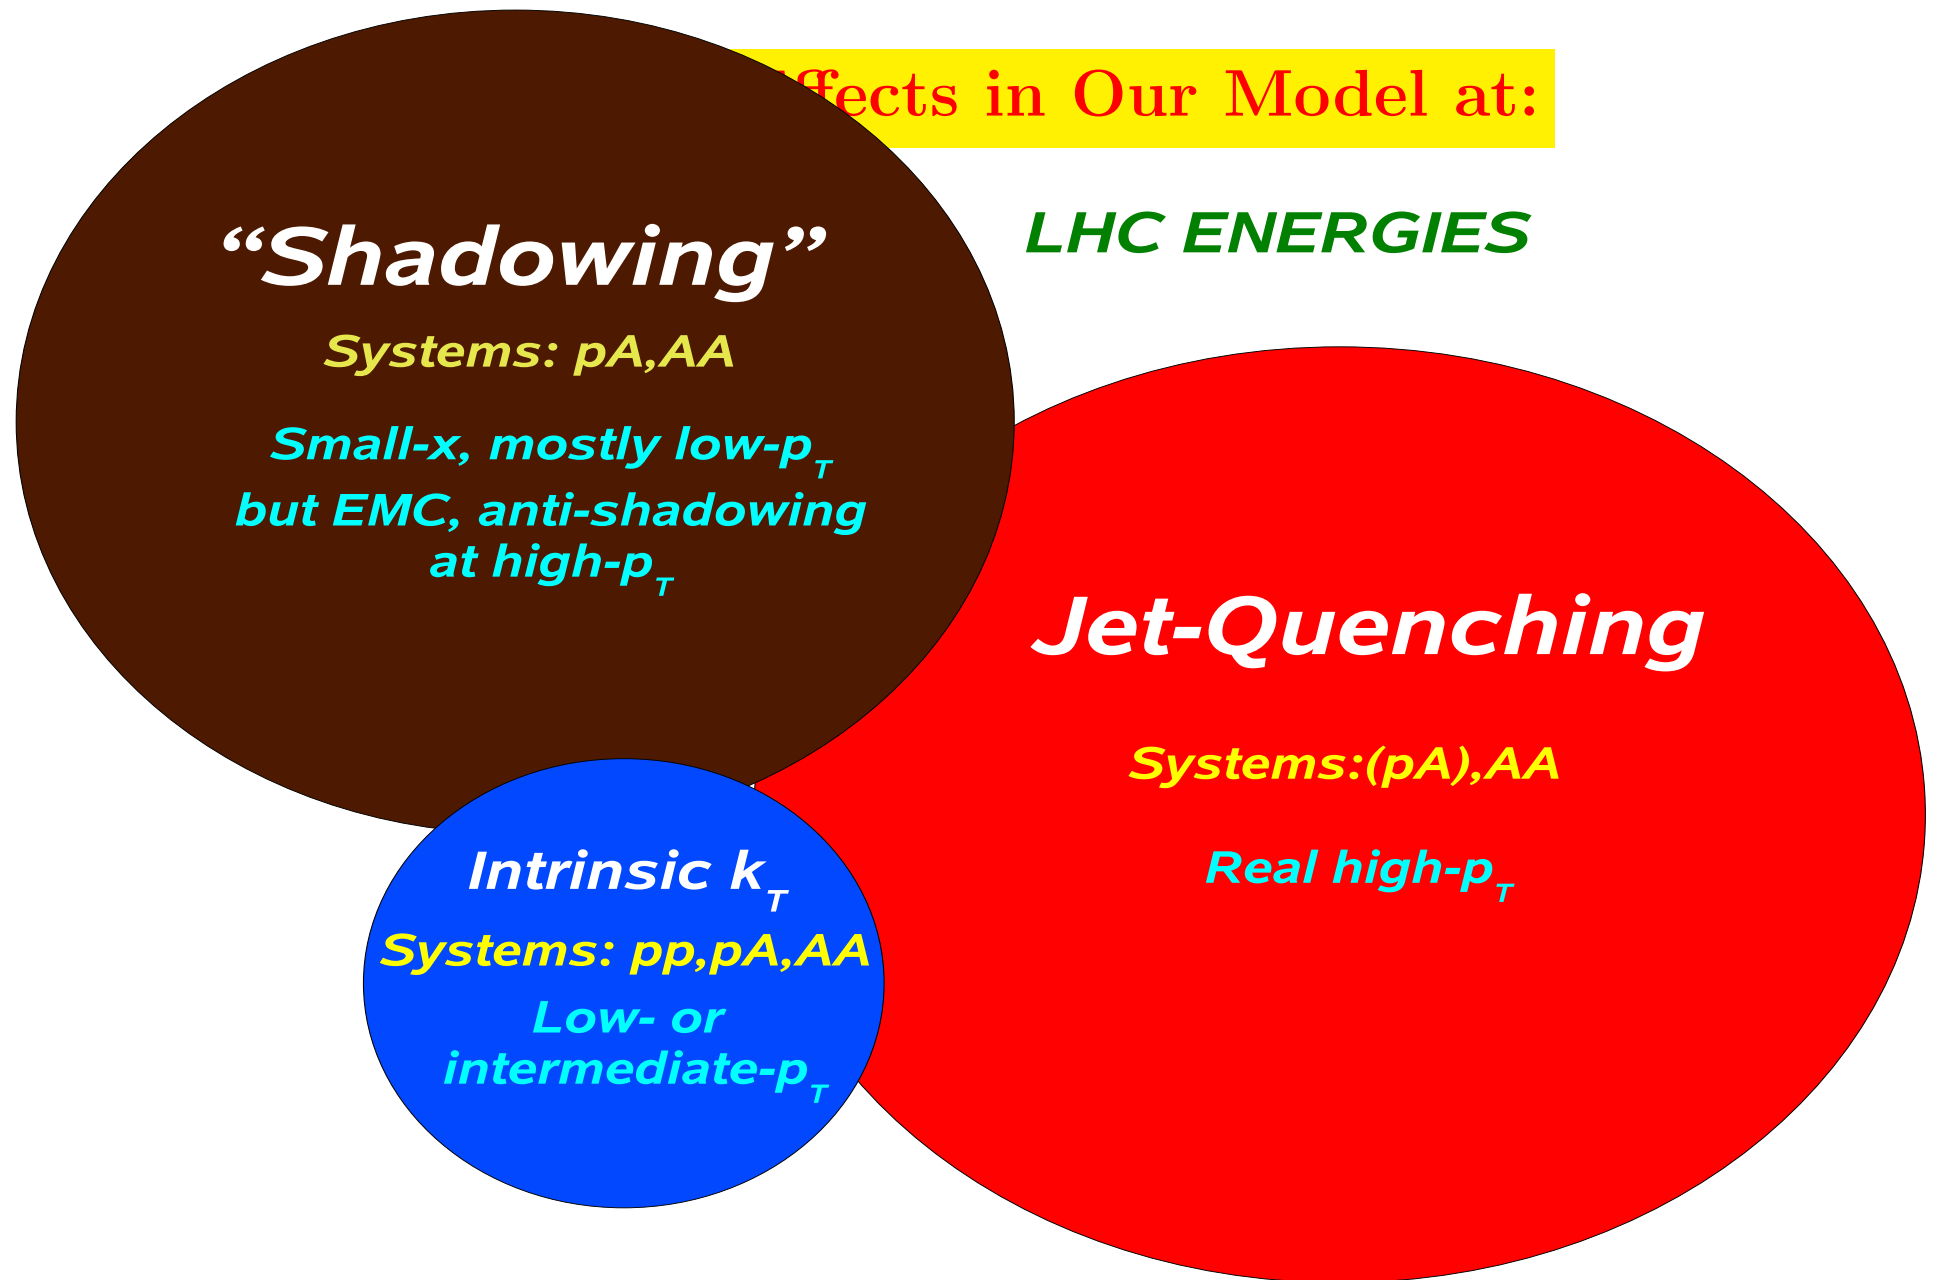 in Our Model at:
LHC ENERGIES
“Shadowing”
Systems: pA,AA
Small-x, mostly low-pT
but EMC, anti-shadowing
at high-pT
Jet-Quenching
Systems:(pA),AA
Real high-pT
Intrinsic kT
Systems: pp,pA,AA
Low- or
intermediate-pT